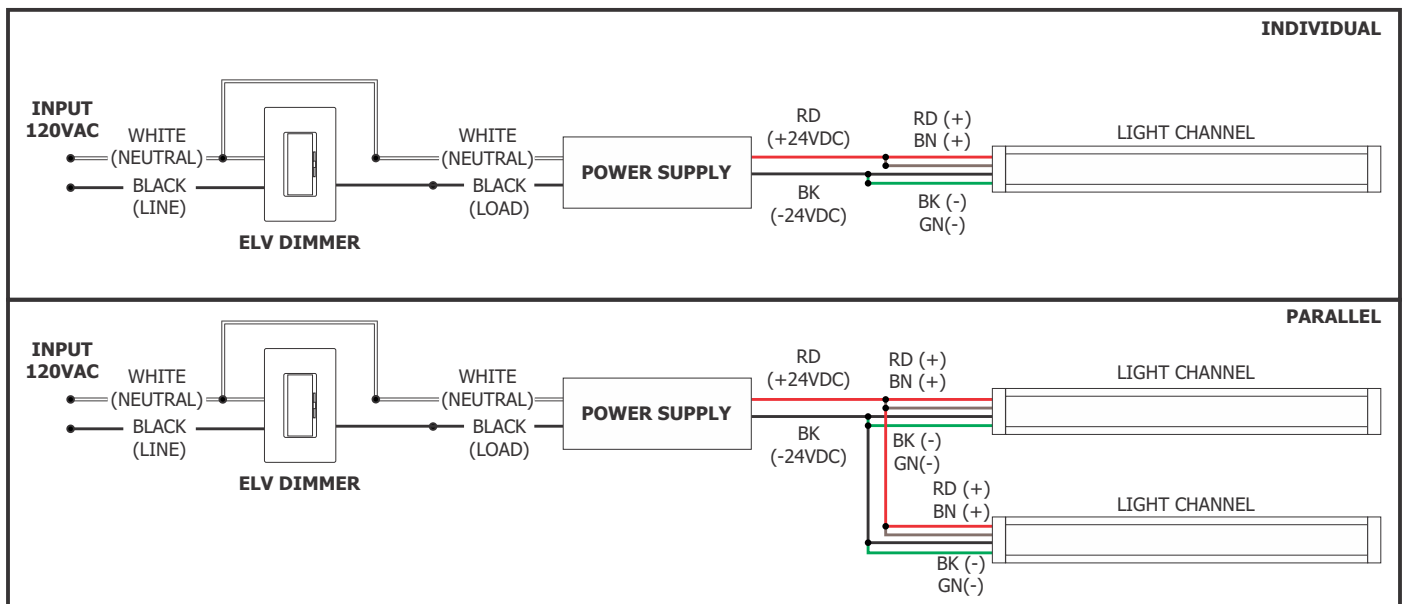 INDIVIDUAL
INPUT
120VAC
WHITE
(NEUTRAL)
BLACK
(LINE)
ELV DIMMER
WHITE
(NEUTRAL)
BLACK
(LOAD)
POWER SUPPLY
RD
(+24VDC)
BK
(-24VDC)
RD (+)
BN (+)
BK (-)
GN(-)
LIGHT CHANNEL
PARALLEL
INPUT
120VAC
WHITE
(NEUTRAL)
BLACK
(LINE)
ELV DIMMER
WHITE
(NEUTRAL)
BLACK
(LOAD)
POWER SUPPLY
RD
(+24VDC)
BK
(-24VDC)
RD (+)
BN (+)
BK (-)
GN(-)
LIGHT CHANNEL
RD (+)
BN (+)
BK (-)
GN(-)
LIGHT CHANNEL